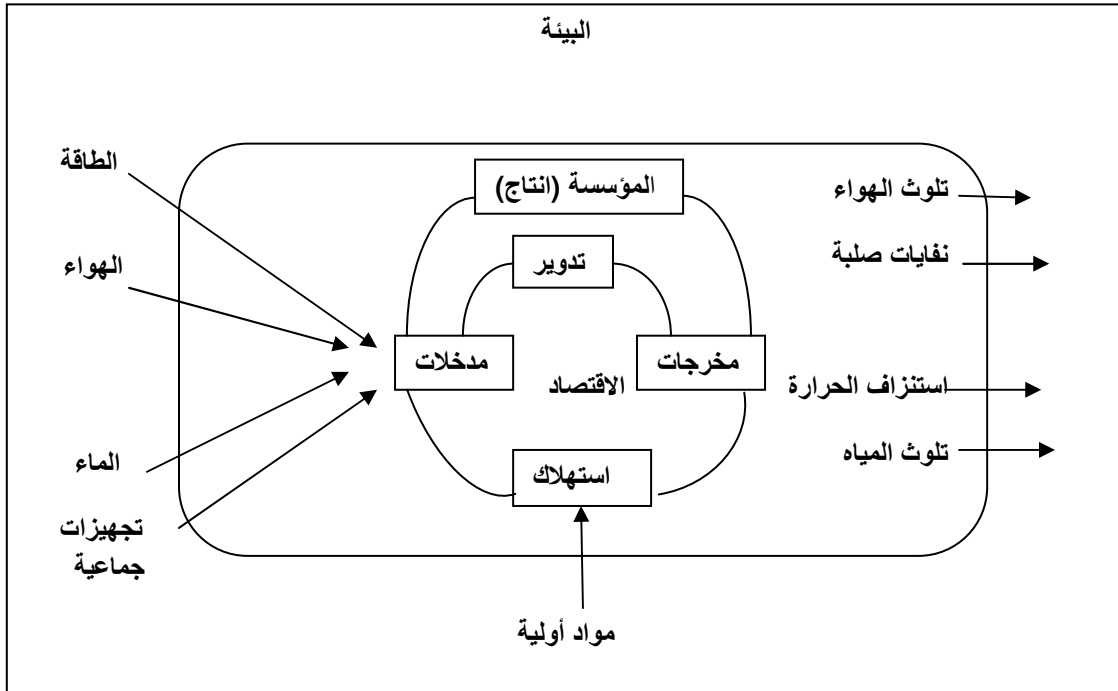 البيئة
الطاقة
المؤسسة (انتاج)
تلوث الهواء
تدوير
نفايات صلبة
الهواء
مدخلات
مخرجات
الاقتصاد
استنزاف الحرارة
الماء
استهلاك
تلوث المياه
تجهيزات
جماعية
مواد أولية